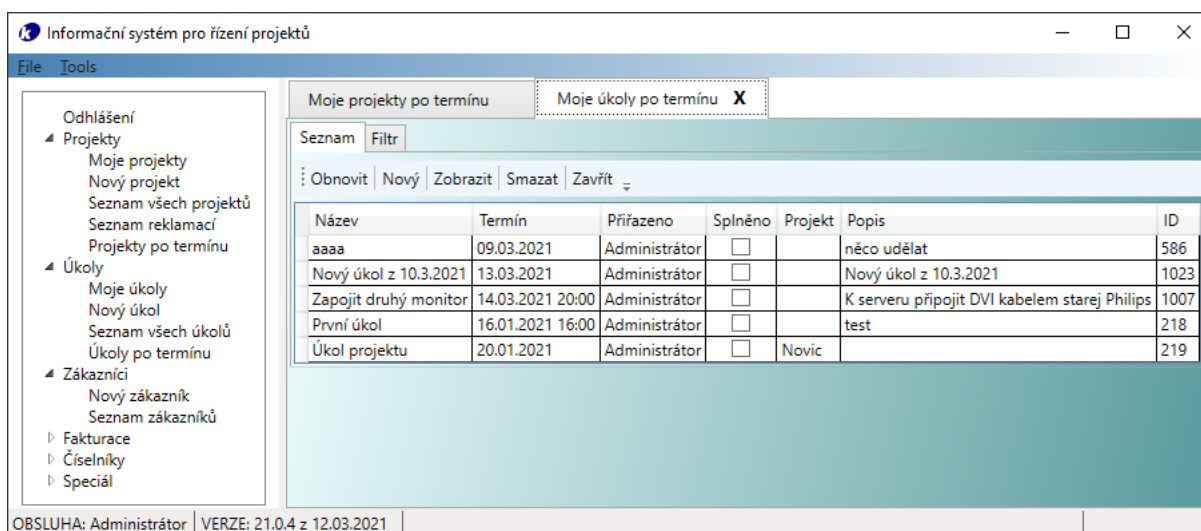 Informační systém pro řízení projektů
File Tools
Odhlášení
Projekty
Moje projekty
Nový projekt
Seznam všech projektů
Seznam reklamací
Projekty po termínu
Úkoly
Moje úkoly
Nový úkol
Seznam všech úkolů
Úkoly po termínu
Zákazníci
Nový zákazník
Seznam zákazníků
Fakturace
Číselníky
Speciál
Moje projekty po termínu Moje úkoly po termínu X
Seznam Filtr
Obnovit Nový Zobrazit Smazat Zavřít
Název Termín Přiřazeno Splněno Projekt Popis ID
aaaa 09.03.2021 Administrátor něco udělat 586
Nový úkol z 10.3.2021 13.03.2021 Administrátor Nový úkol z 10.3.2021 1023
Zapojit druhý monitor 14.03.2021 20:00 Administrátor K serveru připojit DVI kabelem starej Philips 1007
První úkol 16.01.2021 16:00 Administrátor test 218
Úkol projektu 20.01.2021 Administrátor Novic 219
OBSLUHA: Administrátor VERZE: 21.0.4 z 12.03.2021